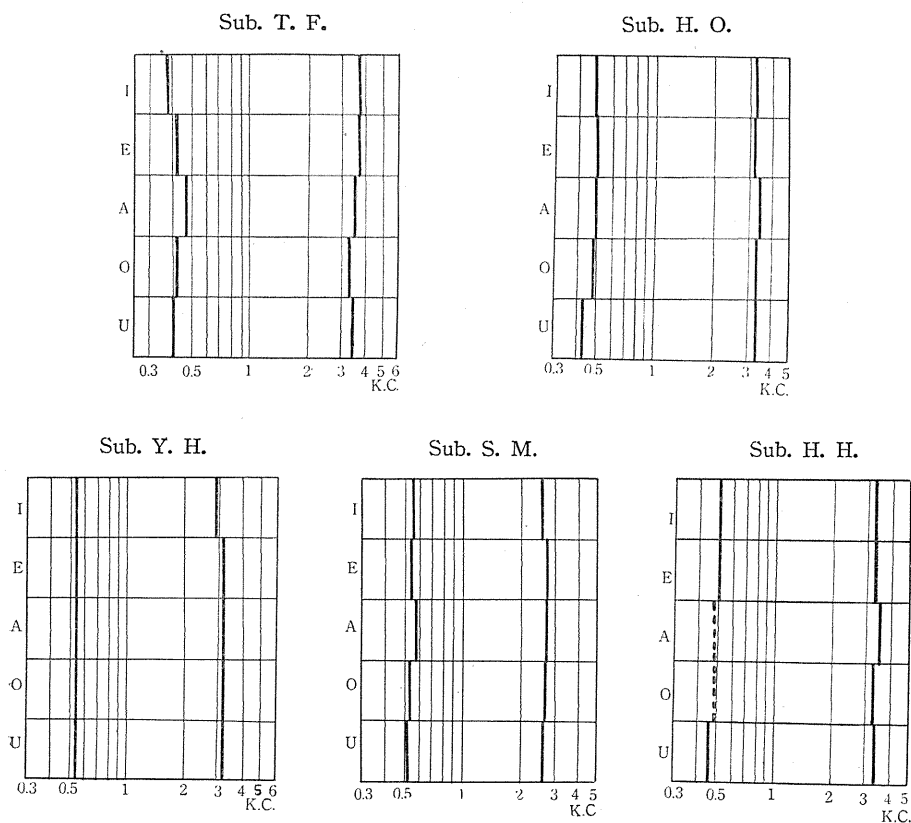 Sub. T. F.
I
E
A
O
U
0.3 0.5 1 2 3 4 5 6
K.C.
Sub. H. O.
I
E
A
O
U
0.3 0.5 1 2 3 4 5
K.C.
Sub. Y. H.
I
E
A
O
U
0.3 0.5 1 2 3 4 5 6
K.C.
Sub. S. M.
I
E
A
O
U
0.3 0.5 1 2 3 4 5
K.C
Sub. H. H.
I
E
A
O
U
0.3 0.5 1 2 3 4 5
K.C.